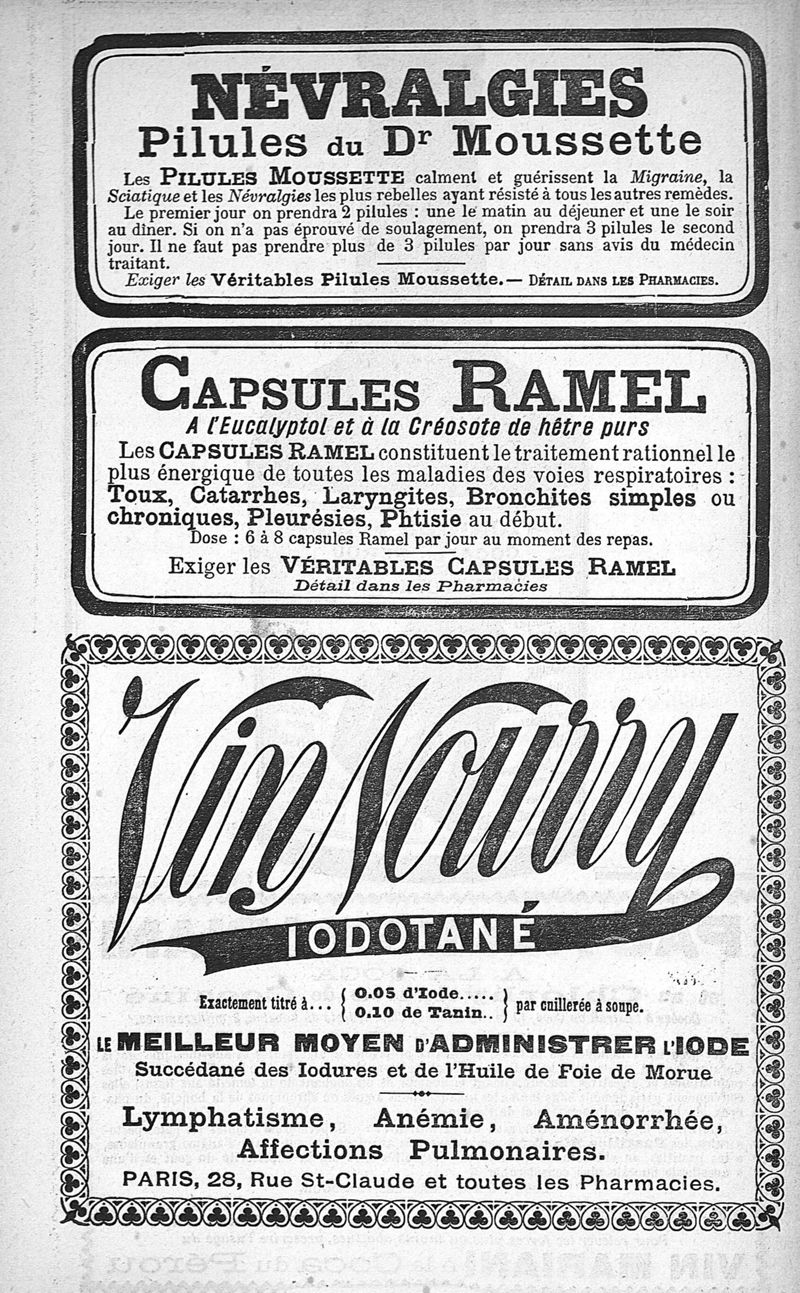 NÉVRALGIES
Pilules du Dr Moussette
Les PILULES MOUSSETTE calment et guérissent la Migraine, la
Sciatique et les Névralgies les plus rebelles ayant résisté à tous les autres remèdes.
Le premier jour on prendra 2 pilules : une le matin au déjeuner et une le soir
au dîner. Si on n'a pas éprouvé de soulagement, on prendra 3 pilules le second
jour. Il ne faut pas prendre plus de 3 pilules par jour sans avis du médecin
traitant.
Exiger les Véritables Pilules Moussette.— DÉTAIL DANS LES PHARMACIES.
CAPSULES RAMEL
A l'Eucalyptol et à la Créosote de hêtre purs
Les CAPSULES RAMEL constituent le traitement rationnel le
plus énergique de toutes les maladies des voies respiratoires :
Toux, Catarrhes, Laryngites, Bronchites simples ou
chroniques, Pleurésies, Phtisie au début.
Dose : 6 à 8 capsules Ramel par jour au moment des repas.
Exiger les VÉRITABLES CAPSULES RAMEL
Détail dans les Pharmacies
Vin Nourry
IODOTANÉ
Exactement titré à... { 0.05 d'Iode..... } par cuillerée à soupe.
0.10 de Tanin..
LE MEILLEUR MOYEN D'ADMINISTRER L'IODE
Succédané des Iodures et de l'Huile de Foie de Morue
Lymphatisme, Anémie, Aménorrhée,
Affections Pulmonaires.
PARIS, 28, Rue St-Claude et toutes les Pharmacies.